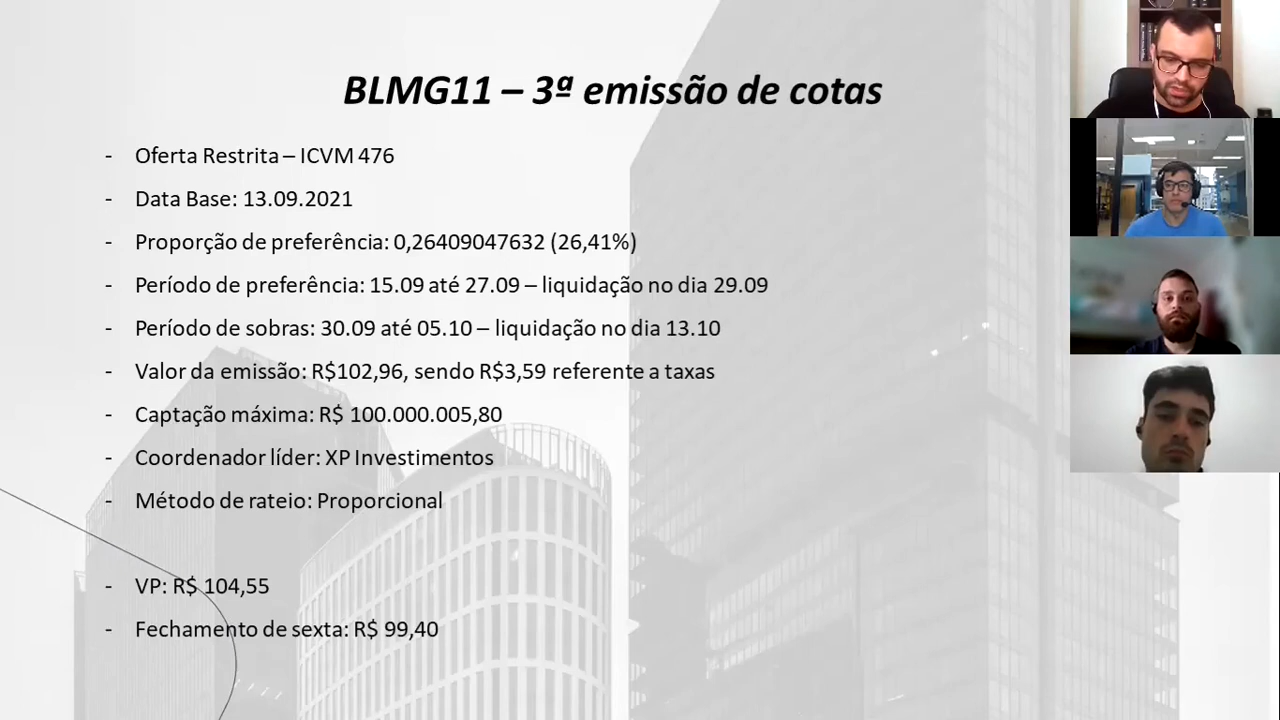 BLMG11 – 3ª emissão de cotas
- Oferta Restrita – ICVM 476
- Data Base: 13.09.2021
- Proporção de preferência: 0,26409047632 (26,41%)
- Período de preferência: 15.09 até 27.09 – liquidação no dia 29.09
- Período de sobras: 30.09 até 05.10 – liquidação no dia 13.10
- Valor da emissão: R$102,96, sendo R$3,59 referente a taxas
- Captação máxima: R$ 100.000.005,80
- Coordenador líder: XP Investimentos
- Método de rateio: Proporcional
- VP: R$ 104,55
- Fechamento de sexta: R$ 99,40